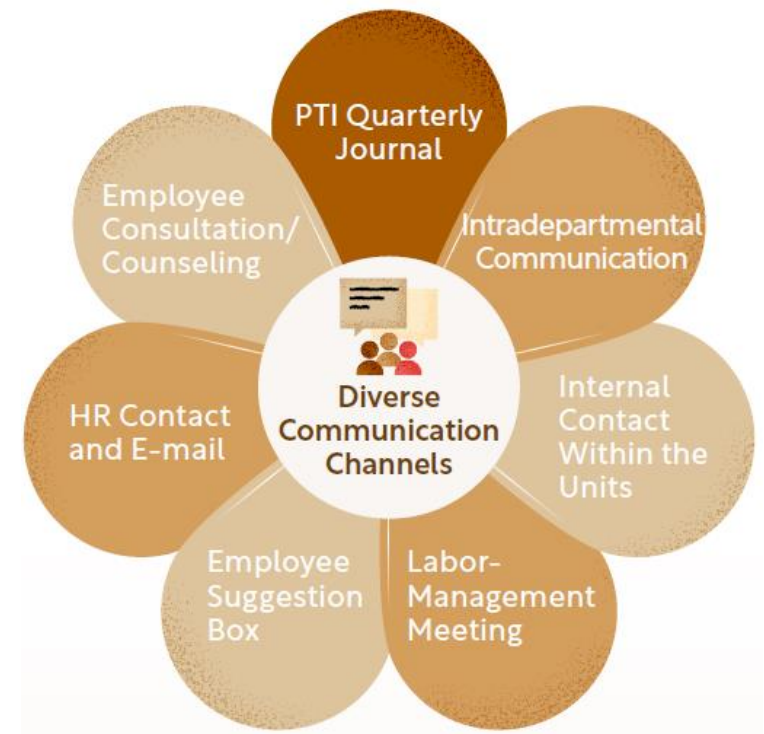 PTI Quarterly
Journal
Intradepartmental
Communication
Internal
Contact
Within the
Units
Labor-
Management
Meeting
Employee
Suggestion
Box
HR Contact
and E-mail
Employee
Consultation/
Counseling
Diverse
Communication
Channels